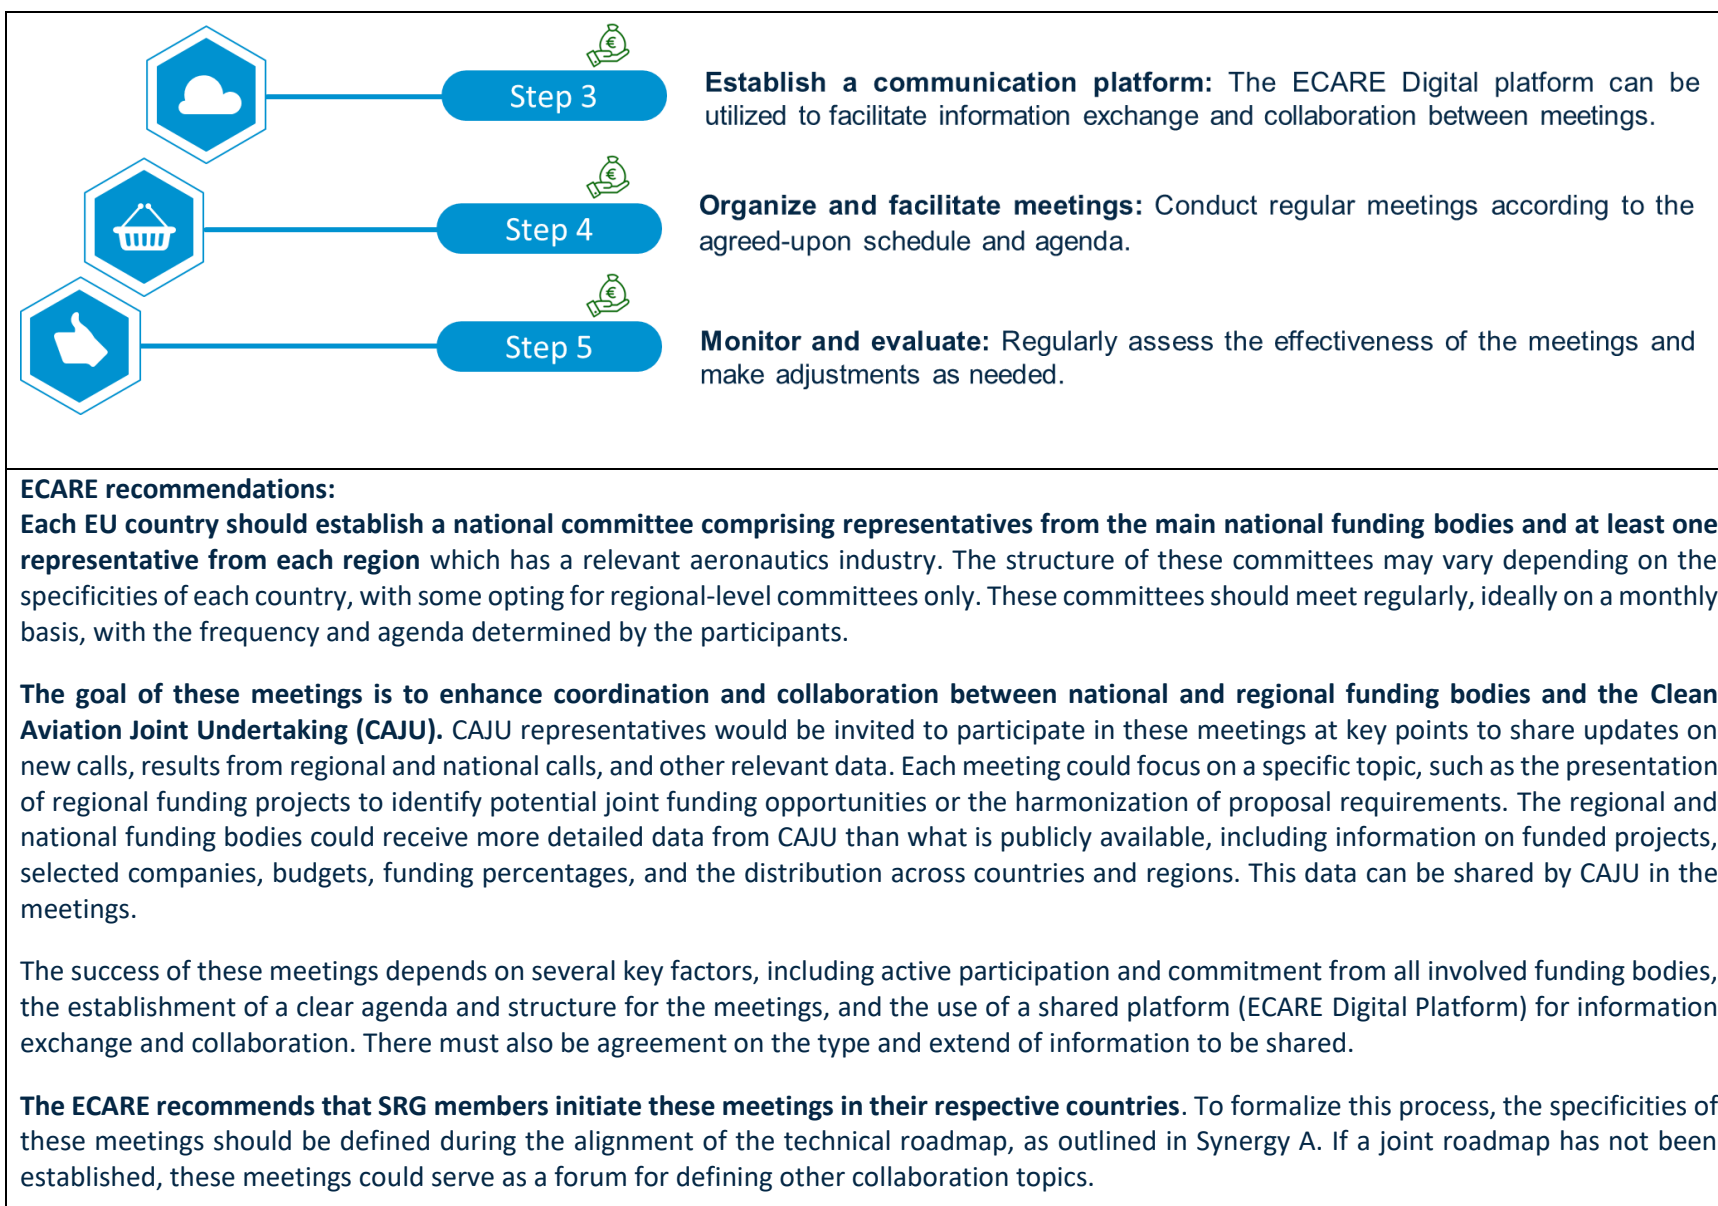 €
Step 3
Establish a communication platform: The ECARE Digital platform can be
utilized to facilitate information exchange and collaboration between meetings.
€
Step 4
Organize and facilitate meetings: Conduct regular meetings according to the
agreed-upon schedule and agenda.
€
Step 5
Monitor and evaluate: Regularly assess the effectiveness of the meetings and
make adjustments as needed.
ECARE recommendations:
Each EU country should establish a national committee comprising representatives from the main national funding bodies and at least one
representative from each region which has a relevant aeronautics industry. The structure of these committees may vary depending on the
specificities of each country, with some opting for regional-level committees only. These committees should meet regularly, ideally on a monthly
basis, with the frequency and agenda determined by the participants.
The goal of these meetings is to enhance coordination and collaboration between national and regional funding bodies and the Clean
Aviation Joint Undertaking (CAJU). CAJU representatives would be invited to participate in these meetings at key points to share updates on
new calls, results from regional and national calls, and other relevant data. Each meeting could focus on a specific topic, such as the presentation
of regional funding projects to identify potential joint funding opportunities or the harmonization of proposal requirements. The regional and
national funding bodies could receive more detailed data from CAJU than what is publicly available, including information on funded projects,
selected companies, budgets, funding percentages, and the distribution across countries and regions. This data can be shared by CAJU in the
meetings.
The success of these meetings depends on several key factors, including active participation and commitment from all involved funding bodies,
the establishment of a clear agenda and structure for the meetings, and the use of a shared platform (ECARE Digital Platform) for information
exchange and collaboration. There must also be agreement on the type and extend of information to be shared.
The ECARE recommends that SRG members initiate these meetings in their respective countries. To formalize this process, the specificities of
these meetings should be defined during the alignment of the technical roadmap, as outlined in Synergy A. If a joint roadmap has not been
established, these meetings could serve as a forum for defining other collaboration topics.